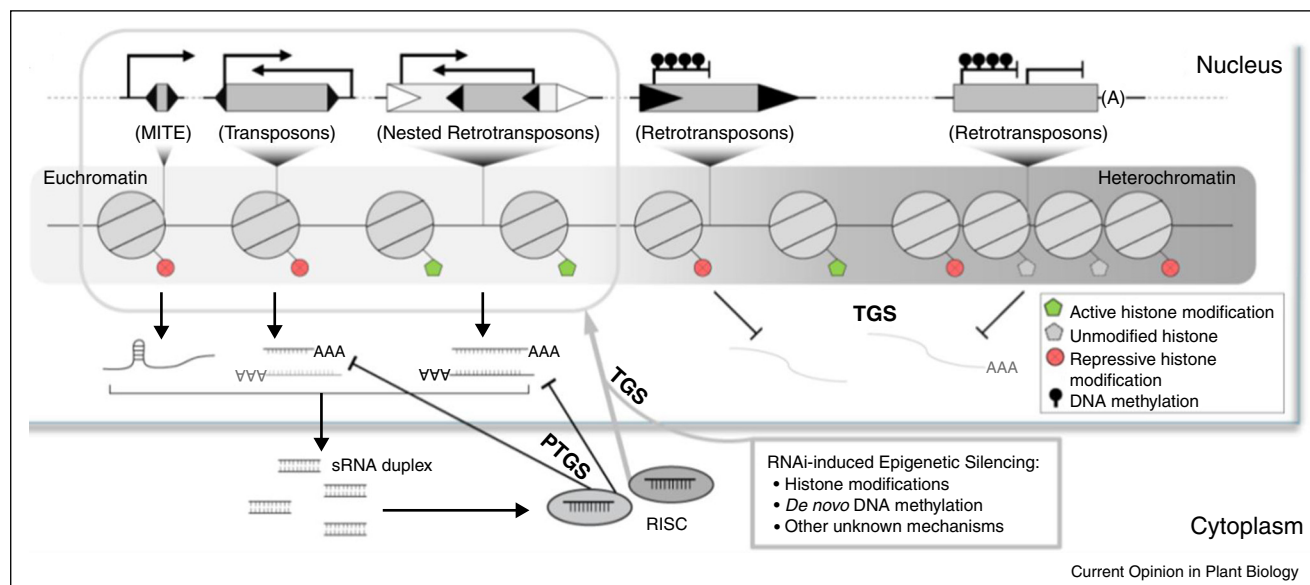 Nucleus
(A)
(MITE) (Transposons) (Nested Retrotransposons) (Retrotransposons) (Retrotransposons)
Euchromatin
Heterochromatin
TGS
Active histone modification
Unmodified histone
Repressive histone
modification
DNA methylation
AAA
AAA
AAA
AAA
AAA
TGS
PTGS
sRNA duplex
RISC
RNAi-induced Epigenetic Silencing:
• Histone modifications
• De novo DNA methylation
• Other unknown mechanisms
Cytoplasm
Current Opinion in Plant Biology